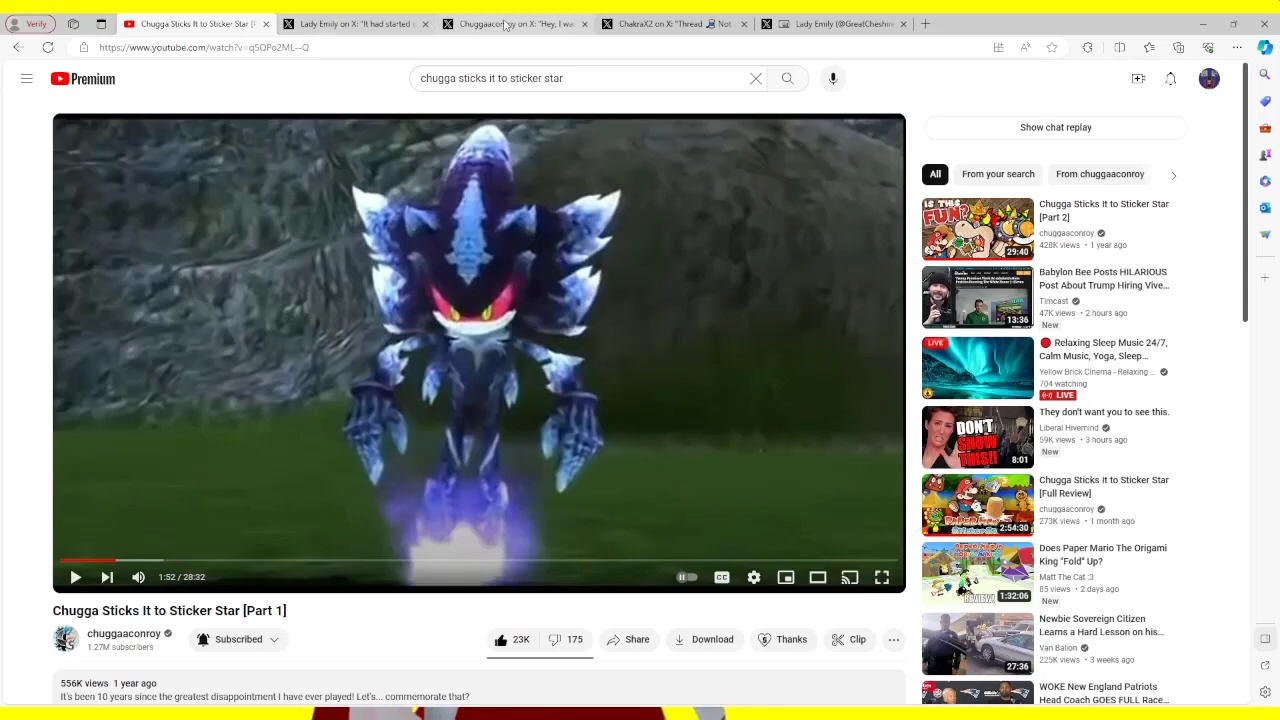 Verify
Chugga Sticks It to Sticker Star [F
Lady Emily on X: "It had started v
Chuggaaconroy on X: "Hey, I wa
ChakraX2 on X: "Thread
Not
Lady Emily (@GreatCheshire
https://www.youtube.com/watch?v=q5QPo2ML--Q
Premium
chugga sticks it to sticker star
Show chat replay
All
From your search
From chuggaaconroy
IS THIS FUN?
29:40
Chugga Sticks It to Sticker Star
[Part 2]
chuggaaconroy
428K views • 1 year ago
13:36
Babylon Bee Posts HILARIOUS
Post About Trump Hiring Vive...
Timcast
47K views • 2 hours ago
New
LIVE
Relaxing Sleep Music 24/7,
Calm Music, Yoga, Sleep...
Yellow Brick Cinema - Relaxing ...
704 watching
LIVE
DON'T
SHOW
THIS!!
8:01
They don't want you to see this.
Liberal Hivemind
59K views • 3 hours ago
New
2:54:30
Chugga Sticks It to Sticker Star
[Full Review]
chuggaaconroy
273K views • 1 month ago
REVIEW!
1:32:06
Does Paper Mario The Origami
King "Fold" Up?
Matt The Cat :3
85 views • 2 days ago
New
27:36
Newbie Sovereign Citizen
Learns a Hard Lesson on his...
Van Balion
225K views • 3 weeks ago
WOKE New England Patriots
Head Coach GOES FULL Race...
1:52 / 28:32
CC
Chugga Sticks It to Sticker Star [Part 1]
chuggaaconroy
1.27M subscribers
Subscribed
23K
175
Share
Download
Thanks
Clip
556K views 1 year ago
It's been 10 years since the greatest disappointment I have ever played! Let's... commemorate that?